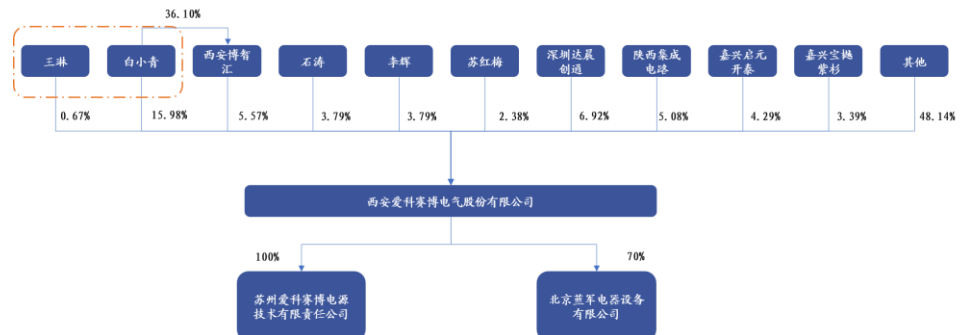 36.10%
王琳
白小青
西安博智
汇
石涛
李辉
苏红梅
深圳达晨
创通
陕西集成
电路
嘉兴启元
开泰
嘉兴宝樾
紫杉
其他
0.67%
15.98%
5.57%
3.79%
3.79%
2.38%
6.92%
5.08%
4.29%
3.39%
48.14%
西安爱科赛博电气股份有限公司
100%
70%
苏州爱科赛博电源
技术有限责任公司
北京蓝军电器设备
有限公司